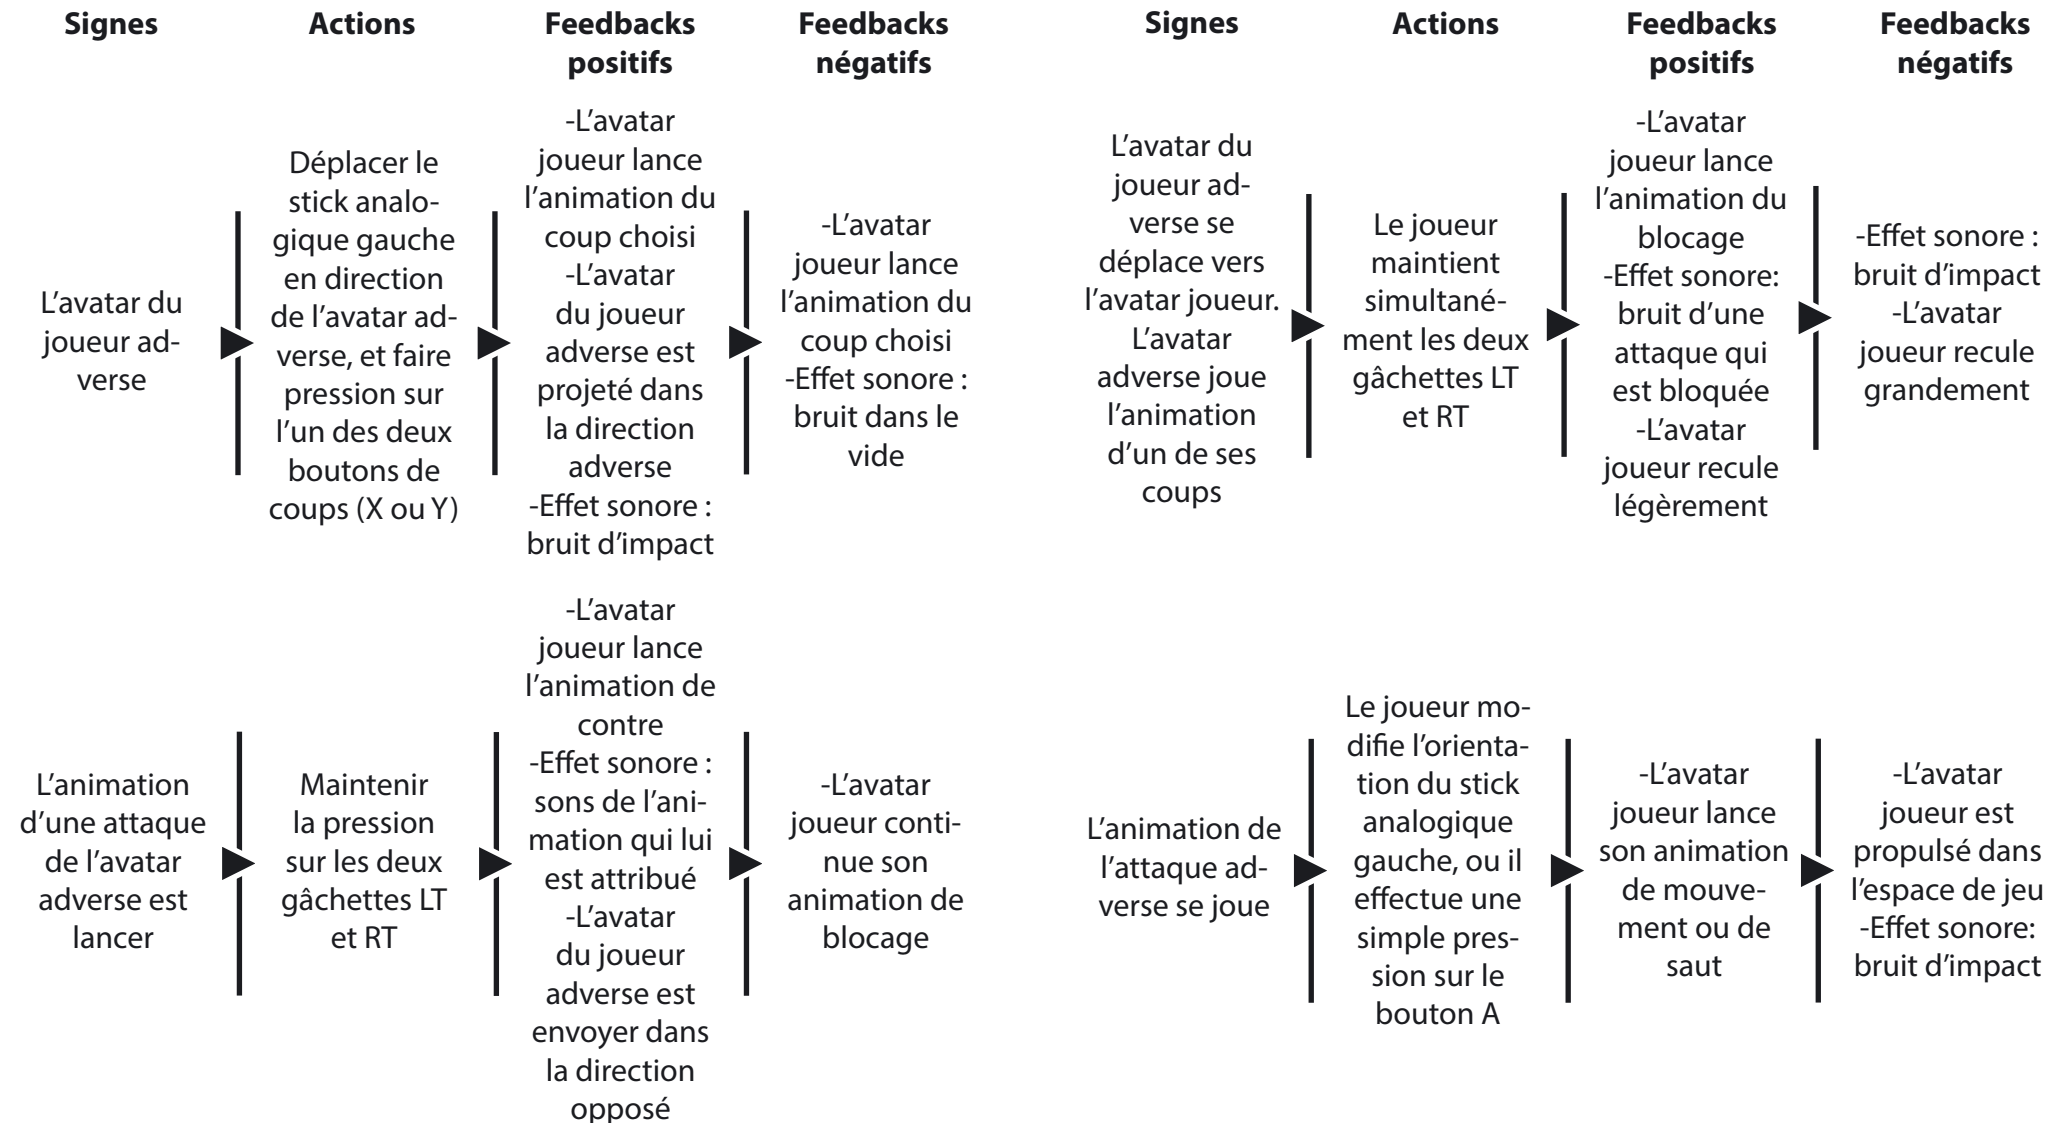 Signes
Actions
Feedbacks
positifs
Feedbacks
négatifs
L’avatar du
joueur ad-
verse
Déplacer le
stick analo-
gique gauche
en direction
de l’avatar ad-
verse, et faire
pression sur
l’un des deux
boutons de
coups (X ou Y)
-L’avatar
joueur lance
l’animation du
coup choisi
-L’avatar
du joueur
adverse est
projeté dans
la direction
adverse
-Effet sonore :
bruit d’impact
-L’avatar
joueur lance
l’animation du
coup choisi
-Effet sonore :
bruit dans le
vide
L’animation
d’une attaque
de l’avatar
adverse est
lancer
Maintenir
la pression
sur les deux
gâchettes LT
et RT
-L’avatar
joueur lance
l’animation de
contre
-Effet sonore :
sons de l’ani-
mation qui lui
est attribué
-L’avatar
du joueur
adverse est
envoyer dans
la direction
opposé
-L’avatar
joueur conti-
nue son
animation de
blocage
Signes
Actions
Feedbacks
positifs
Feedbacks
négatifs
L’avatar du
joueur ad-
verse se
déplace vers
l’avatar joueur.
L’avatar
adverse joue
l’animation
d’un de ses
coups
Le joueur
maintient
simultané-
ment les deux
gâchettes LT
et RT
-L’avatar
joueur lance
l’animation du
blocage
-Effet sonore:
bruit d’une
attaque qui
est bloquée
-L’avatar
joueur recule
légèrement
-Effet sonore :
bruit d’impact
-L’avatar
joueur recule
grandement
L’animation de
l’attaque ad-
verse se joue
Le joueur mo-
difie l’orienta-
tion du stick
analogique
gauche, ou il
effectue une
simple pres-
sion sur le
bouton A
-L’avatar
joueur lance
son animation
de mouve-
ment ou de
saut
-L’avatar
joueur est
propulsé dans
l’espace de jeu
-Effet sonore:
bruit d’impact